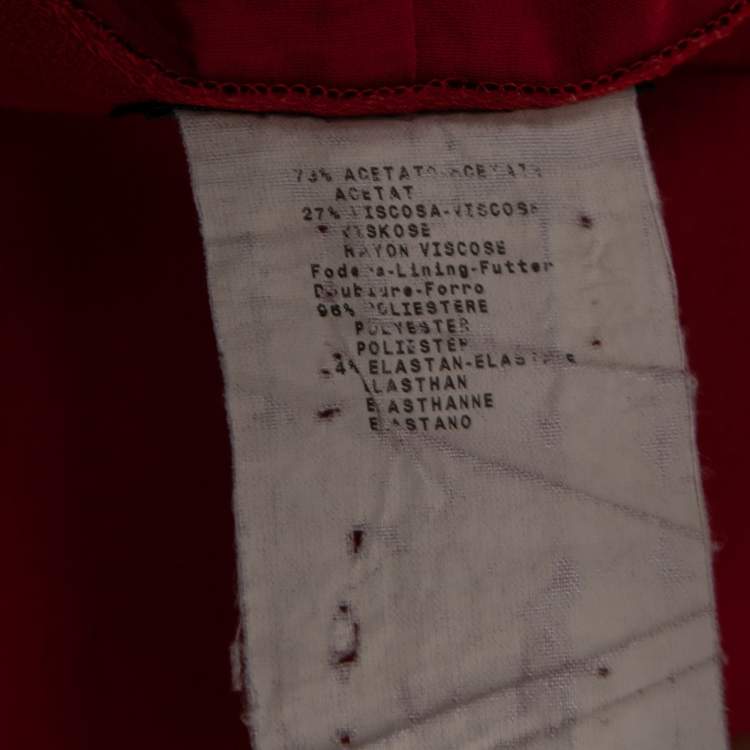 73% ACETATO-ACETATE
ACETAT
27% VISCOSA-VISCOSE
VISKOSE
RAYON VISCOSE
Fodera-Lining-Futter
Doublure-Forro
96% POLIESTERE
POLYESTER
POLIESTER
4% ELASTAN-ELASTANE
ELASTHAN
ELASTHANNE
ELASTANO